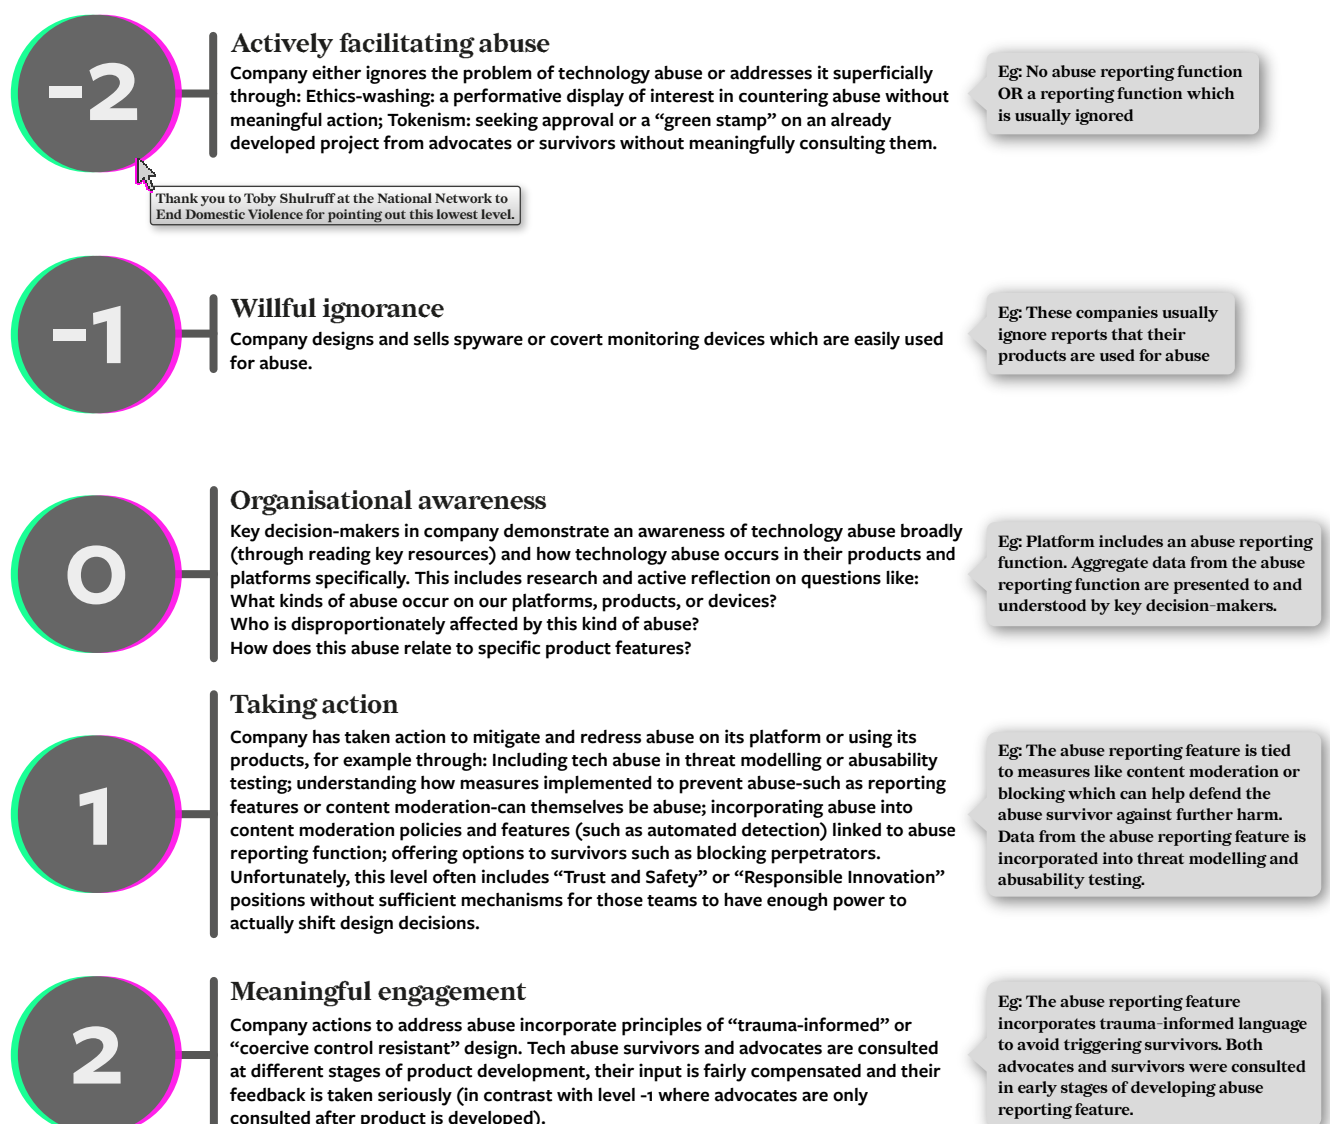 -2
Actively facilitating abuse
Company either ignores the problem of technology abuse or addresses it superficially
through: Ethics-washing: a performative display of interest in countering abuse without
meaningful action; Tokenism: seeking approval or a “green stamp” on an already
developed project from advocates or survivors without meaningfully consulting them.
Eg: No abuse reporting function
OR a reporting function which
is usually ignored
Thank you to Toby Shulruff at the National Network to
End Domestic Violence for pointing out this lowest level.
-1
Willful ignorance
Company designs and sells spyware or covert monitoring devices which are easily used
for abuse.
Eg: These companies usually
ignore reports that their
products are used for abuse
0
Organisational awareness
Key decision-makers in company demonstrate an awareness of technology abuse broadly
(through reading key resources) and how technology abuse occurs in their products and
platforms specifically. This includes research and active reflection on questions like:
What kinds of abuse occur on our platforms, products, or devices?
Who is disproportionately affected by this kind of abuse?
How does this abuse relate to specific product features?
Eg: Platform includes an abuse reporting
function. Aggregate data from the abuse
reporting function are presented to and
understood by key decision-makers.
1
Taking action
Company has taken action to mitigate and redress abuse on its platform or using its
products, for example through: Including tech abuse in threat modelling or abusability
testing; understanding how measures implemented to prevent abuse-such as reporting
features or content moderation-can themselves be abuse; incorporating abuse into
content moderation policies and features (such as automated detection) linked to abuse
reporting function; offering options to survivors such as blocking perpetrators.
Unfortunately, this level often includes “Trust and Safety” or “Responsible Innovation”
positions without sufficient mechanisms for those teams to have enough power to
actually shift design decisions.
Eg: The abuse reporting feature is tied
to measures like content moderation or
blocking which can help defend the
abuse survivor against further harm.
Data from the abuse reporting feature is
incorporated into threat modelling and
abusability testing.
2
Meaningful engagement
Company actions to address abuse incorporate principles of “trauma-informed” or
“coercive control resistant” design. Tech abuse survivors and advocates are consulted
at different stages of product development, their input is fairly compensated and their
feedback is taken seriously (in contrast with level -1 where advocates are only
consulted after product is developed).
Eg: The abuse reporting feature
incorporates trauma-informed language
to avoid triggering survivors. Both
advocates and survivors were consulted
in early stages of developing abuse
reporting feature.